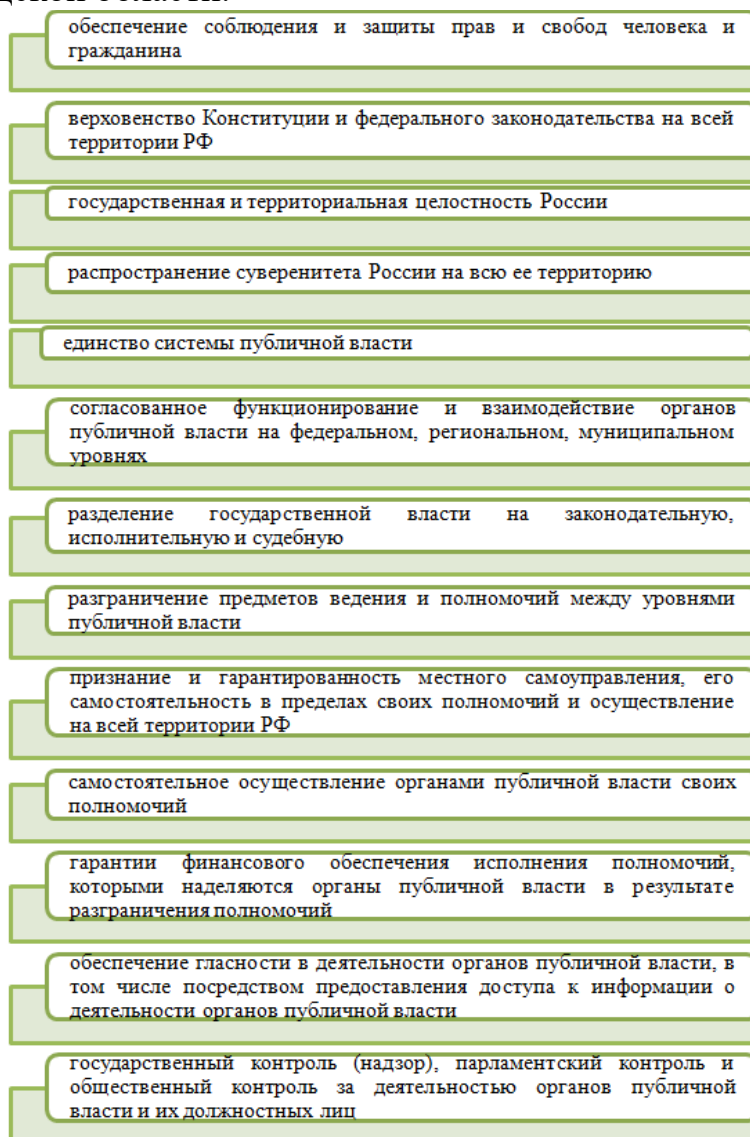 обеспечение соблюдения и защиты прав и свобод человека и
гражданина
верховенство Конституции и федерального законодательства на всей
территории РФ
государственная и территориальная целостность России
распространение суверенитета России на всю ее территорию
единство системы публичной власти
согласованное функционирование и взаимодействие органов
публичной власти на федеральном, региональном, муниципальном
уровнях
разделение государственной власти на законодательную,
исполнительную и судебную
разграничение предметов ведения и полномочий между уровнями
публичной власти
признание и гарантированность местного самоуправления, его
самостоятельность в пределах своих полномочий и осуществление
на всей территории РФ
самостоятельное осуществление органами публичной власти своих
полномочий
гарантии финансового обеспечения исполнения полномочий,
которыми наделяются органы публичной власти в результате
разграничения полномочий
обеспечение гласности в деятельности органов публичной власти, в
том числе посредством предоставления доступа к информации о
деятельности органов публичной власти
государственный контроль (надзор), парламентский контроль и
общественный контроль за деятельностью органов публичной
власти и их должностных лиц